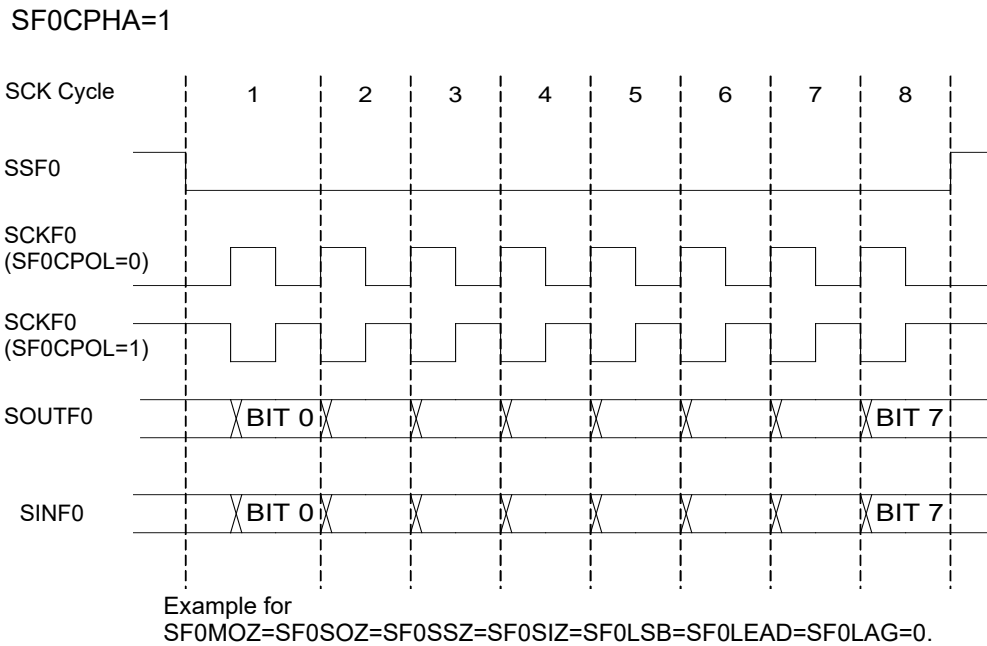 SF0CPHA=1
SCK Cycle 1 2 3 4 5 6 7 8
SSF0
SCKF0
(SF0CPOL=0)
SCKF0
(SF0CPOL=1)
SOUTF0 BIT 0 BIT 7
SINF0 BIT 0 BIT 7
Example for
SF0MOZ=SF0SOZ=SF0SSZ=SF0SIZ=SF0LSB=SF0LEAD=SF0LAG=0.